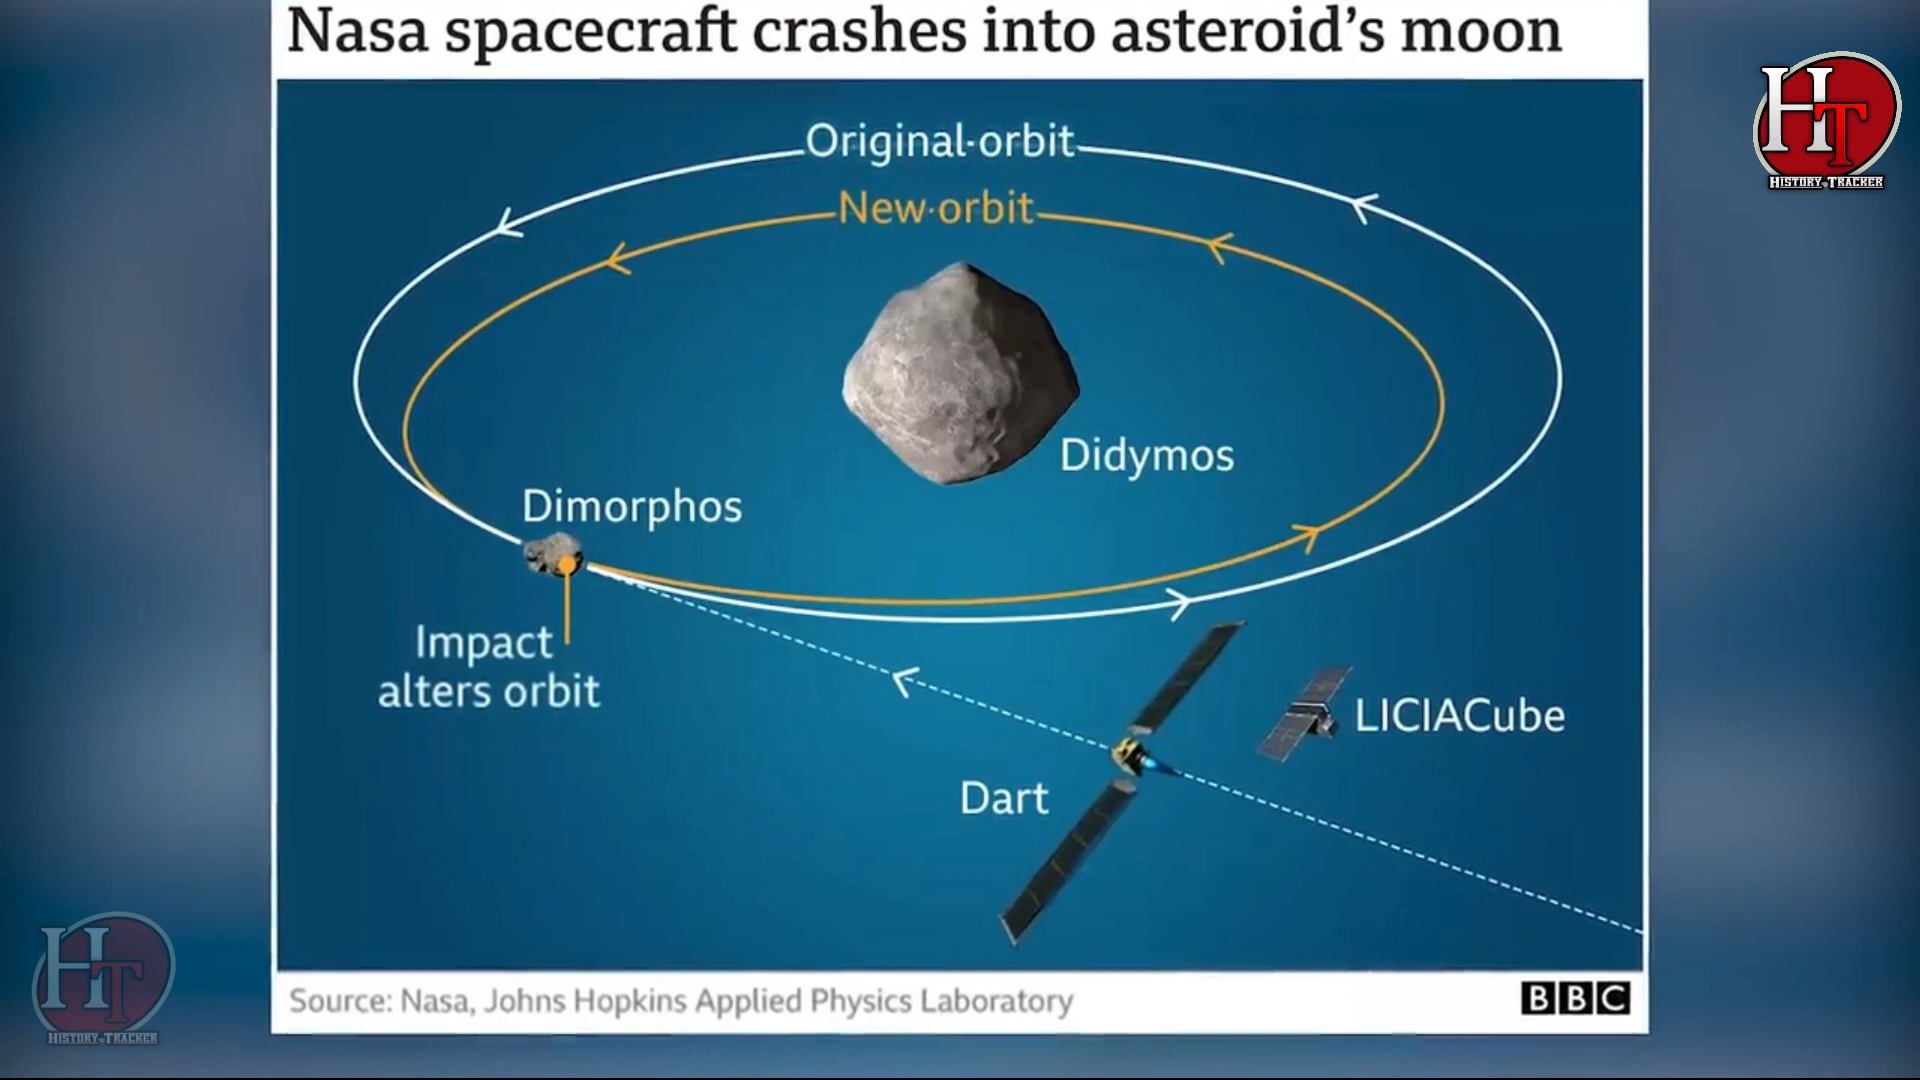 Nasa spacecraft crashes into asteroid's moon
HT
HISTORY TRACKER
Original orbit
New orbit
Didymos
Dimorphos
Impact
alters orbit
LICIACube
Dart
HT
HISTORY TRACKER
Source: Nasa, Johns Hopkins Applied Physics Laboratory
BBC